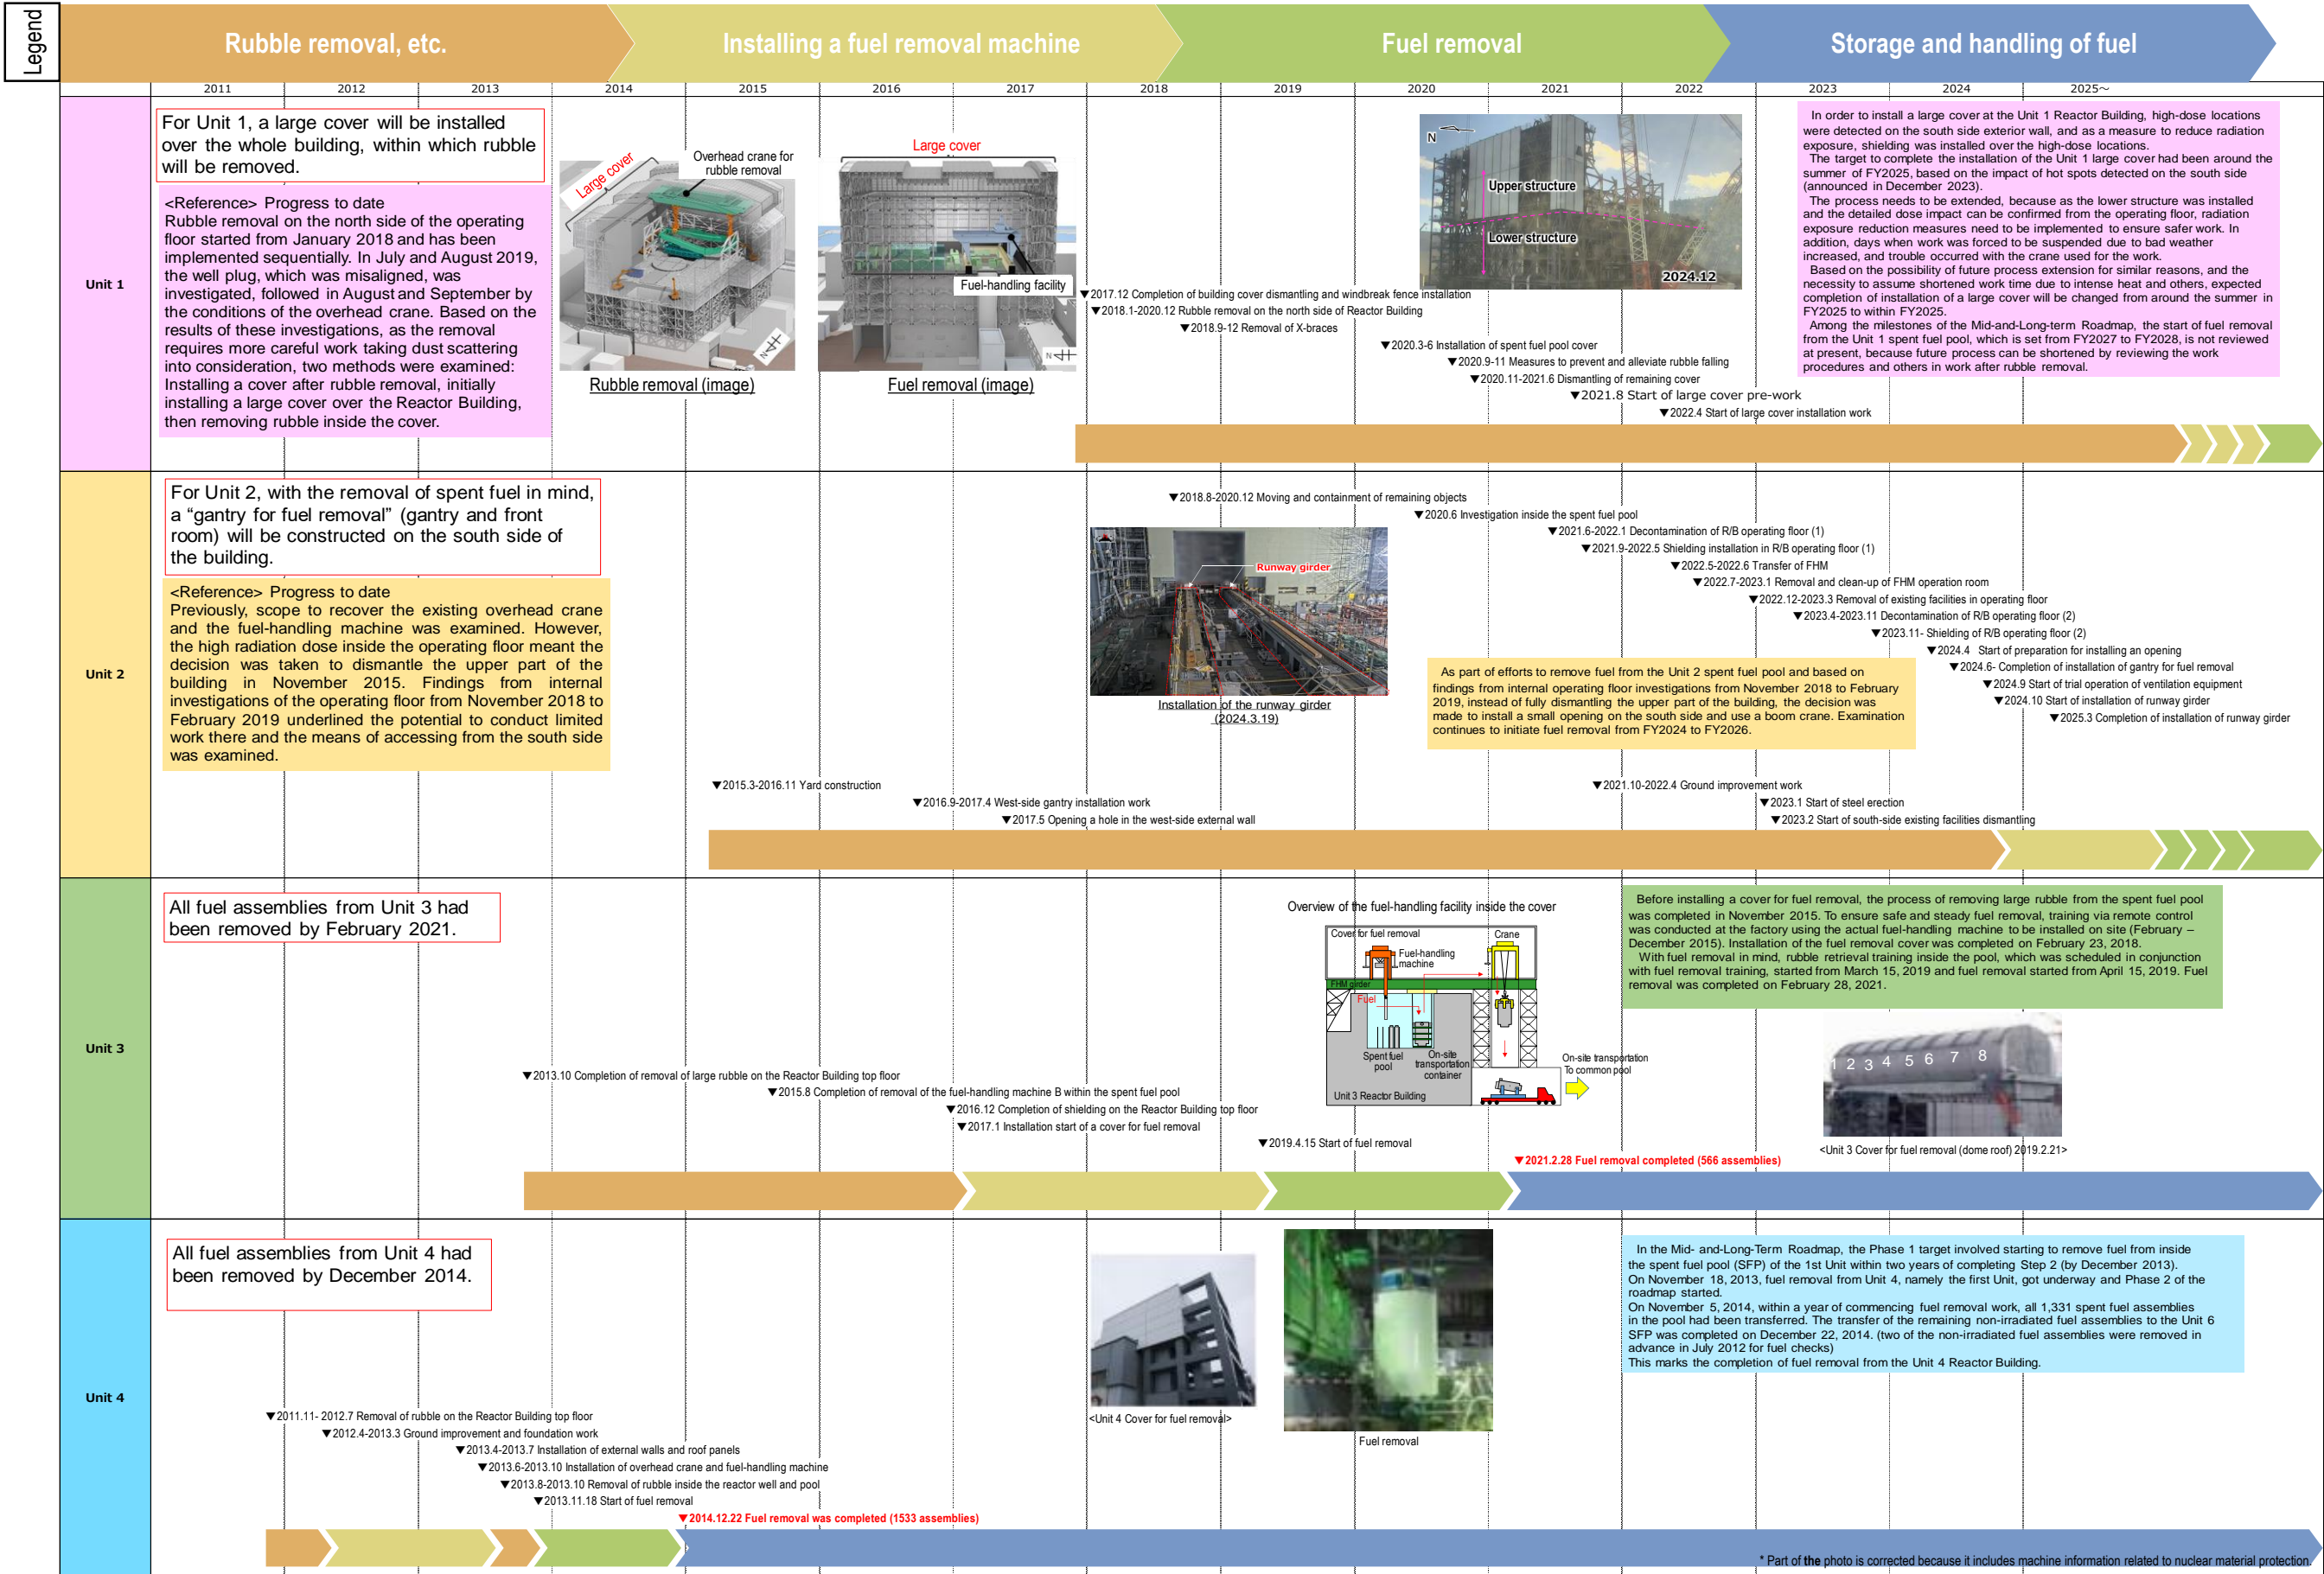 Legend
Rubble removal, etc.
Installing a fuel removal machine
Fuel removal
Storage and handling of fuel
2011
2012
2013
2014
2015
2016
2017
2018
2019
2020
2021
2022
2023
2024
2025～
Unit 1
For Unit 1, a large cover will be installed
over the whole building, within which rubble
will be removed.
<Reference> Progress to date
Rubble removal on the north side of the operating
floor started from January 2018 and has been
implemented sequentially. In July and August 2019,
the well plug, which was misaligned, was
investigated, followed in August and September by
the conditions of the overhead crane. Based on the
results of these investigations, as the removal
requires more careful work taking dust scattering
into consideration, two methods were examined:
Installing a cover after rubble removal, initially
installing a large cover over the Reactor Building,
then removing rubble inside the cover.
Large cover
Overhead crane for
rubble removal
N
Rubble removal (image)
Large cover
Fuel-handling facility
N
Fuel removal (image)
N
Upper structure
Lower structure
2024.12
▼2017.12 Completion of building cover dismantling and windbreak fence installation
▼2018.1-2020.12 Rubble removal on the north side of Reactor Building
▼2018.9-12 Removal of X-braces
▼2020.3-6 Installation of spent fuel pool cover
▼2020.9-11 Measures to prevent and alleviate rubble falling
▼2020.11-2021.6 Dismantling of remaining cover
▼2021.8 Start of large cover pre-work
▼2022.4 Start of large cover installation work
In order to install a large cover at the Unit 1 Reactor Building, high-dose locations
were detected on the south side exterior wall, and as a measure to reduce radiation
exposure, shielding was installed over the high-dose locations.
The target to complete the installation of the Unit 1 large cover had been around the
summer of FY2025, based on the impact of hot spots detected on the south side
(announced in December 2023).
The process needs to be extended, because as the lower structure was installed
and the detailed dose impact can be confirmed from the operating floor, radiation
exposure reduction measures need to be implemented to ensure safer work. In
addition, days when work was forced to be suspended due to bad weather
increased, and trouble occurred with the crane used for the work.
Based on the possibility of future process extension for similar reasons, and the
necessity to assume shortened work time due to intense heat and others, expected
completion of installation of a large cover will be changed from around the summer in
FY2025 to within FY2025.
Among the milestones of the Mid-and-Long-term Roadmap, the start of fuel removal
from the Unit 1 spent fuel pool, which is set from FY2027 to FY2028, is not reviewed
at present, because future process can be shortened by reviewing the work
procedures and others in work after rubble removal.
Unit 2
For Unit 2, with the removal of spent fuel in mind,
a “gantry for fuel removal” (gantry and front
room) will be constructed on the south side of
the building.
<Reference> Progress to date
Previously, scope to recover the existing overhead crane
and the fuel-handling machine was examined. However,
the high radiation dose inside the operating floor meant the
decision was taken to dismantle the upper part of the
building in November 2015. Findings from internal
investigations of the operating floor from November 2018 to
February 2019 underlined the potential to conduct limited
work there and the means of accessing from the south side
was examined.
Runway girder
Installation of the runway girder
(2024.3.19)
▼2018.8-2020.12 Moving and containment of remaining objects
▼2020.6 Investigation inside the spent fuel pool
▼2021.6-2022.1 Decontamination of R/B operating floor (1)
▼2021.9-2022.5 Shielding installation in R/B operating floor (1)
▼2022.5-2022.6 Transfer of FHM
▼2022.7-2023.1 Removal and clean-up of FHM operation room
▼2022.12-2023.3 Removal of existing facilities in operating floor
▼2023.4-2023.11 Decontamination of R/B operating floor (2)
▼2023.11- Shielding of R/B operating floor (2)
▼2024.4 Start of preparation for installing an opening
▼2024.6- Completion of installation of gantry for fuel removal
▼2024.9 Start of trial operation of ventilation equipment
▼2024.10 Start of installation of runway girder
▼2025.3 Completion of installation of runway girder
As part of efforts to remove fuel from the Unit 2 spent fuel pool and based on
findings from internal operating floor investigations from November 2018 to February
2019, instead of fully dismantling the upper part of the building, the decision was
made to install a small opening on the south side and use a boom crane. Examination
continues to initiate fuel removal from FY2024 to FY2026.
▼2015.3-2016.11 Yard construction
▼2016.9-2017.4 West-side gantry installation work
▼2017.5 Opening a hole in the west-side external wall
▼2021.10-2022.4 Ground improvement work
▼2023.1 Start of steel erection
▼2023.2 Start of south-side existing facilities dismantling
Unit 3
All fuel assemblies from Unit 3 had
been removed by February 2021.
Overview of the fuel-handling facility inside the cover
Cover for fuel removal
Crane
Fuel-handling
machine
FHM girder
Fuel
Spent fuel
pool
On-site
transportation
container
Unit 3 Reactor Building
On-site transportation
To common pool
Before installing a cover for fuel removal, the process of removing large rubble from the spent fuel pool
was completed in November 2015. To ensure safe and steady fuel removal, training via remote control
was conducted at the factory using the actual fuel-handling machine to be installed on site (February –
December 2015). Installation of the fuel removal cover was completed on February 23, 2018.
With fuel removal in mind, rubble retrieval training inside the pool, which was scheduled in conjunction
with fuel removal training, started from March 15, 2019 and fuel removal started from April 15, 2019. Fuel
removal was completed on February 28, 2021.
1 2 3 4 5 6 7 8
<Unit 3 Cover for fuel removal (dome roof) 2019.2.21>
▼2013.10 Completion of removal of large rubble on the Reactor Building top floor
▼2015.8 Completion of removal of the fuel-handling machine B within the spent fuel pool
▼2016.12 Completion of shielding on the Reactor Building top floor
▼2017.1 Installation start of a cover for fuel removal
▼2019.4.15 Start of fuel removal
▼2021.2.28 Fuel removal completed (566 assemblies)
Unit 4
All fuel assemblies from Unit 4 had
been removed by December 2014.
<Unit 4 Cover for fuel removal>
Fuel removal
In the Mid- and-Long-Term Roadmap, the Phase 1 target involved starting to remove fuel from inside
the spent fuel pool (SFP) of the 1st Unit within two years of completing Step 2 (by December 2013).
On November 18, 2013, fuel removal from Unit 4, namely the first Unit, got underway and Phase 2 of the
roadmap started.
On November 5, 2014, within a year of commencing fuel removal work, all 1,331 spent fuel assemblies
in the pool had been transferred. The transfer of the remaining non-irradiated fuel assemblies to the Unit 6
SFP was completed on December 22, 2014. (two of the non-irradiated fuel assemblies were removed in
advance in July 2012 for fuel checks)
This marks the completion of fuel removal from the Unit 4 Reactor Building.
▼2011.11- 2012.7 Removal of rubble on the Reactor Building top floor
▼2012.4-2013.3 Ground improvement and foundation work
▼2013.4-2013.7 Installation of external walls and roof panels
▼2013.6-2013.10 Installation of overhead crane and fuel-handling machine
▼2013.8-2013.10 Removal of rubble inside the reactor well and pool
▼2013.11.18 Start of fuel removal
▼2014.12.22 Fuel removal was completed (1533 assemblies)
* Part of the photo is corrected because it includes machine information related to nuclear material protection.